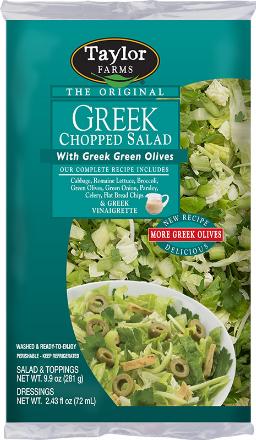 Taylor
FARMS
THE ORIGINAL
GREEK
CHOPPED SALAD
With Greek Green Olives
OUR COMPLETE RECIPE INCLUDES
Cabbage, Romaine Lettuce, Broccoli,
Green Olives, Green Onion, Parsley,
Celery, Flat Bread Chips
& GREEK
VINAIGRETTE
NEW RECIPE
MORE GREEK OLIVES
DELICIOUS
WASHED & READY-TO-ENJOY
PERISHABLE - KEEP REFRIGERATED
SALAD & TOPPINGS
NET WT. 9.9 oz (281 g)
DRESSINGS
NET WT. 2.43 fl oz (72 mL)